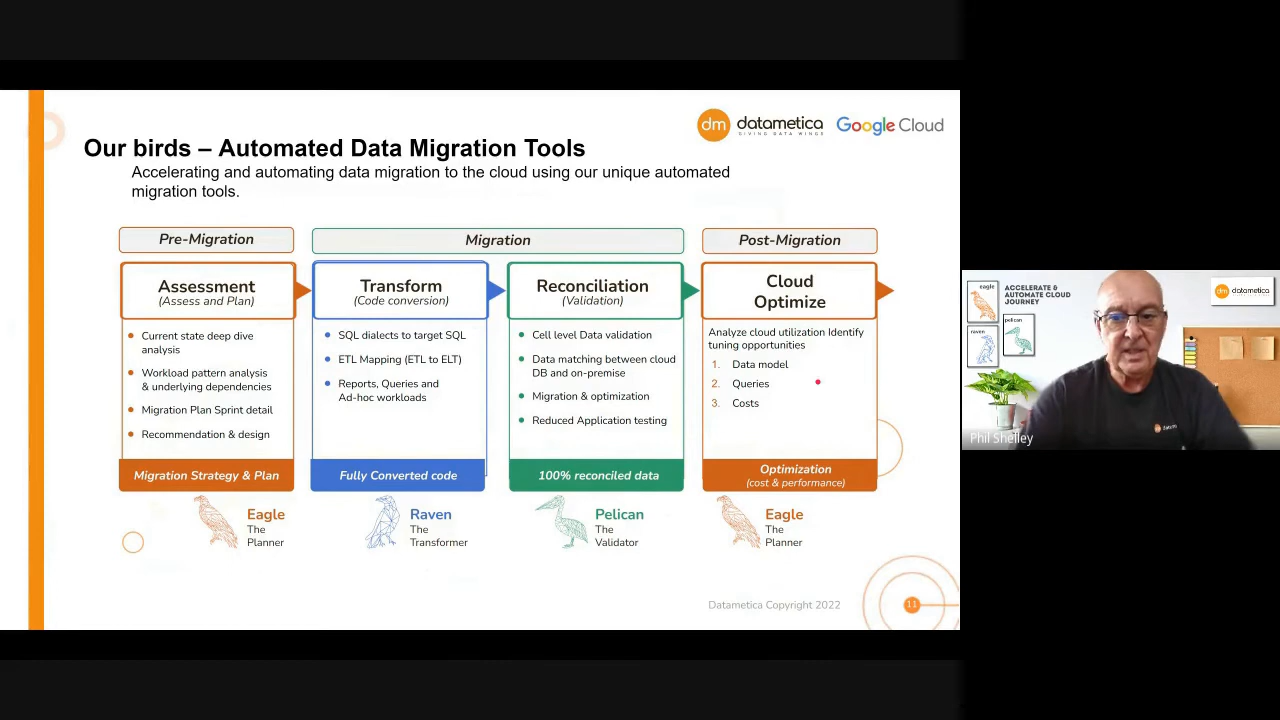 dm datametica Google Cloud
GIVING DATA WINGS
Our birds – Automated Data Migration Tools
Accelerating and automating data migration to the cloud using our unique automated
migration tools.
Pre-Migration
Migration
Post-Migration
Assessment
(Assess and Plan)
Current state deep dive
analysis
Workload pattern analysis
& underlying dependencies
Migration Plan Sprint detail
Recommendation & design
Migration Strategy & Plan
Eagle
The
Planner
Transform
(Code conversion)
SQL dialects to target SQL
ETL Mapping (ETL to ELT)
Reports, Queries and
Ad-hoc workloads
Fully Converted code
Raven
The
Transformer
Reconciliation
(Validation)
Cell level Data validation
Data matching between cloud
DB and on-premise
Migration & optimization
Reduced Application testing
100% reconciled data
Pelican
The
Validator
Cloud
Optimize
Analyze cloud utilization Identify
tuning opportunities
1. Data model
2. Queries
3. Costs
Optimization
(cost & performance)
Eagle
The
Planner
Datametica Copyright 2022
11
eagle
ACCELERATE &
AUTOMATE CLOUD
JOURNEY
pelican
raven
dm datametica
Phil Shelley